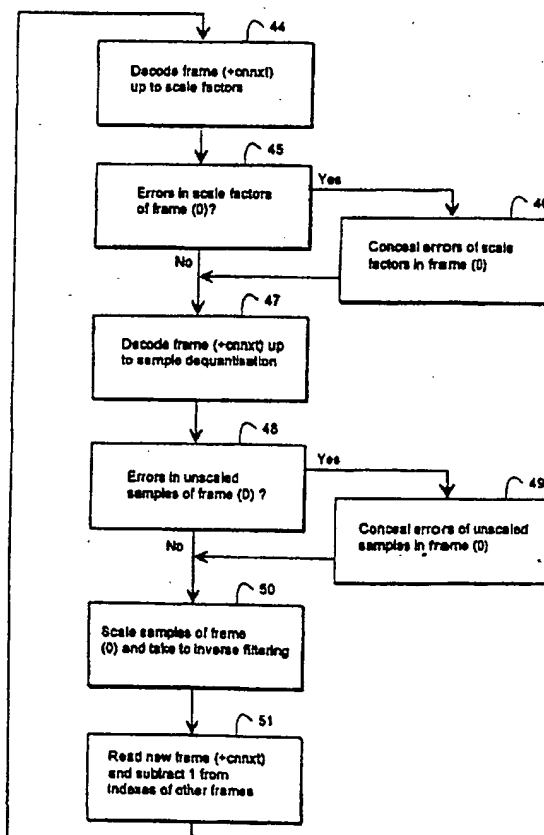 44
Decode frame (+cnnxt)
up to scale factors
45
Errors in scale factors
of frame (0)?
Yes
46
Conceal errors of scale
factors in frame (0)
No
47
Decode frame (+cnnxt) up
to sample dequantisation
48
Errors in unscaled
samples of frame (0) ?
Yes
49
Conceal errors of unscaled
samples in frame (0)
No
50
Scale samples of frame
(0) and take to inverse filtering
51
Read new frame (+cnnxt)
and subtract 1 from
indexes of other frames